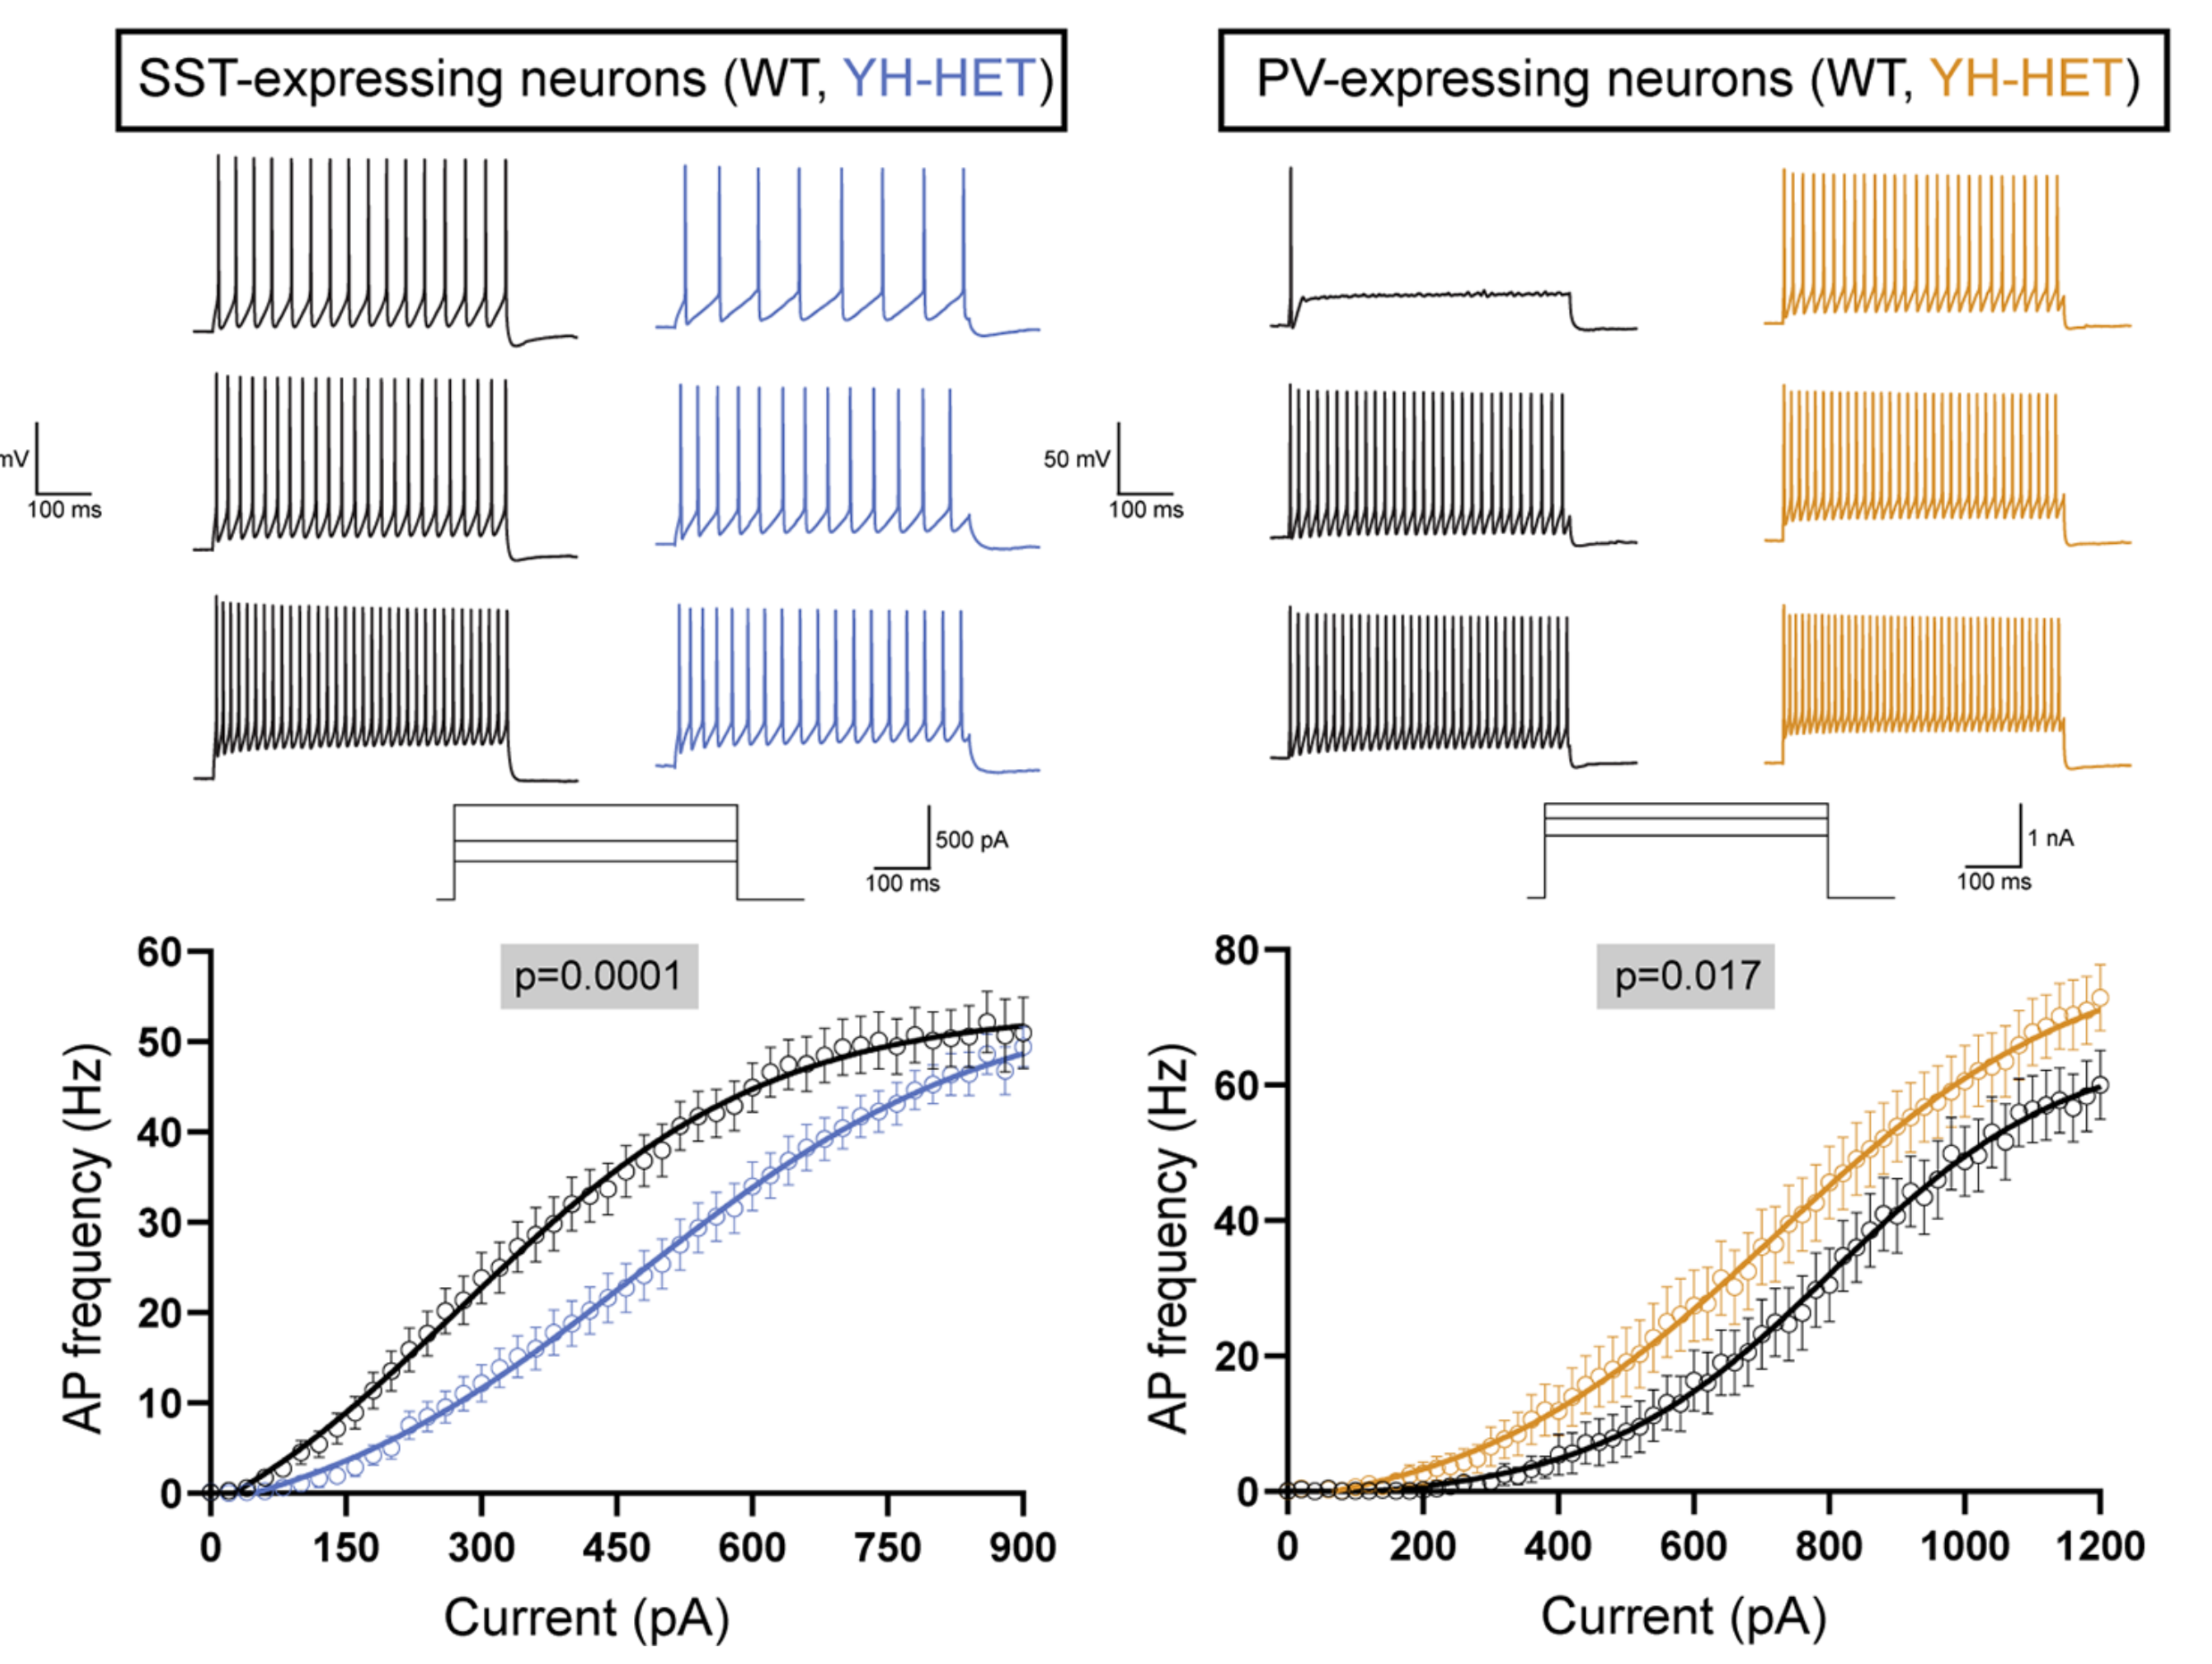 SST-expressing neurons (WT, YH-HET)
PV-expressing neurons (WT, YH-HET)
mV
100 ms
50 mV
100 ms
500 pA
100 ms
1 nA
100 ms
p=0.0001
60
50
40
30
20
10
0
AP frequency (Hz)
0 150 300 450 600 750 900
Current (pA)
p=0.017
80
60
40
20
0
AP frequency (Hz)
0 200 400 600 800 1000 1200
Current (pA)